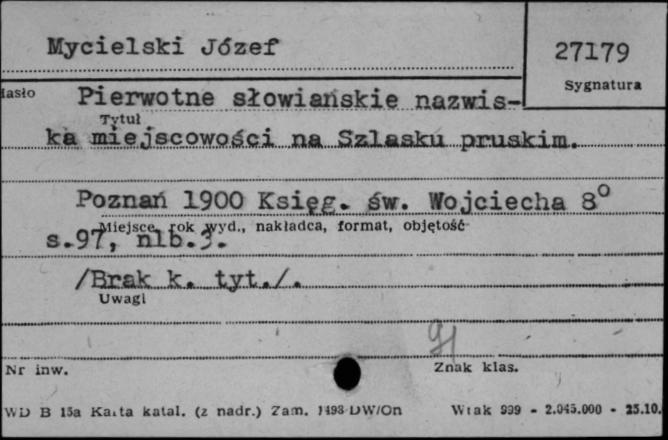 Mycielski Józef
27179
Sygnatura
Hasło
Pierwotne słowiańskie nazwis-
Tytuł
ka miejscowości na Szlasku pruskim.
Poznań 1900 Księg. św. Wojciecha 8°
Miejsce, rok wyd., nakładca, format, objętość
s.97, nlb.3.
/Brak k. tyt./.
Uwagi
91
Nr inw.
Znak klas.
WD B 15a Karta katal. (z nadr.) Zam. 1498 DW/On Wtak 999 - 2.045.000 - 25.10.